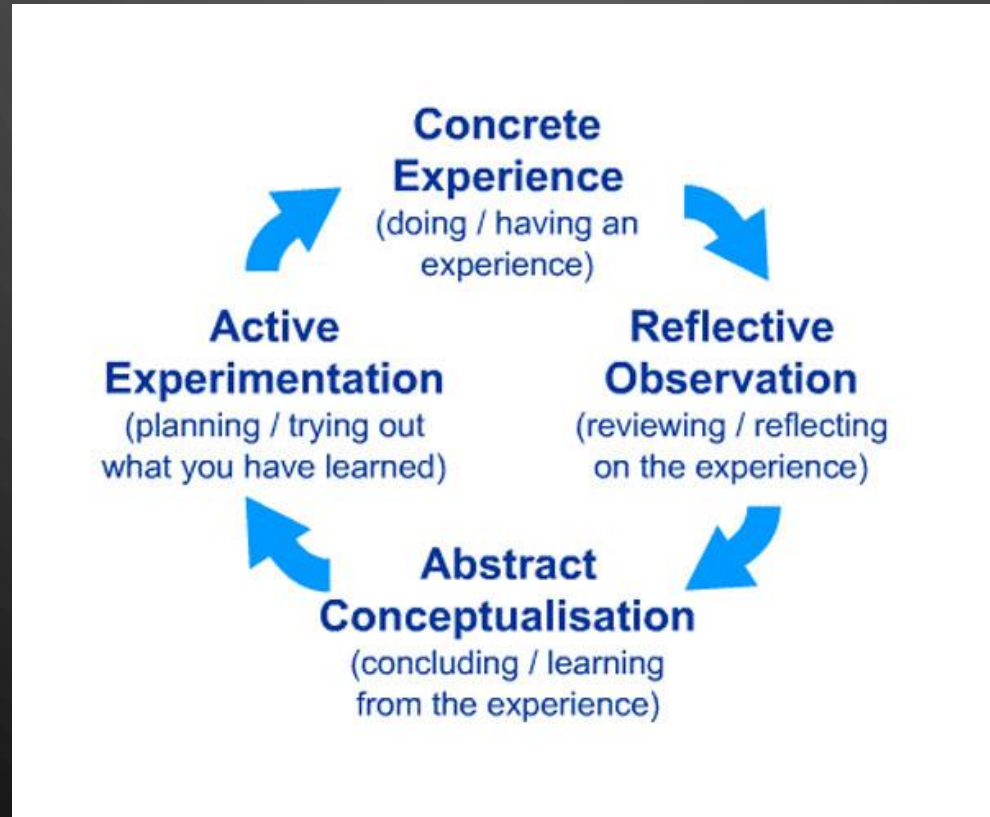 Concrete
Experience
(doing / having an
experience)
Reflective
Observation
(reviewing / reflecting
on the experience)
Abstract
Conceptualisation
(concluding / learning
from the experience)
Active
Experimentation
(planning / trying out
what you have learned)